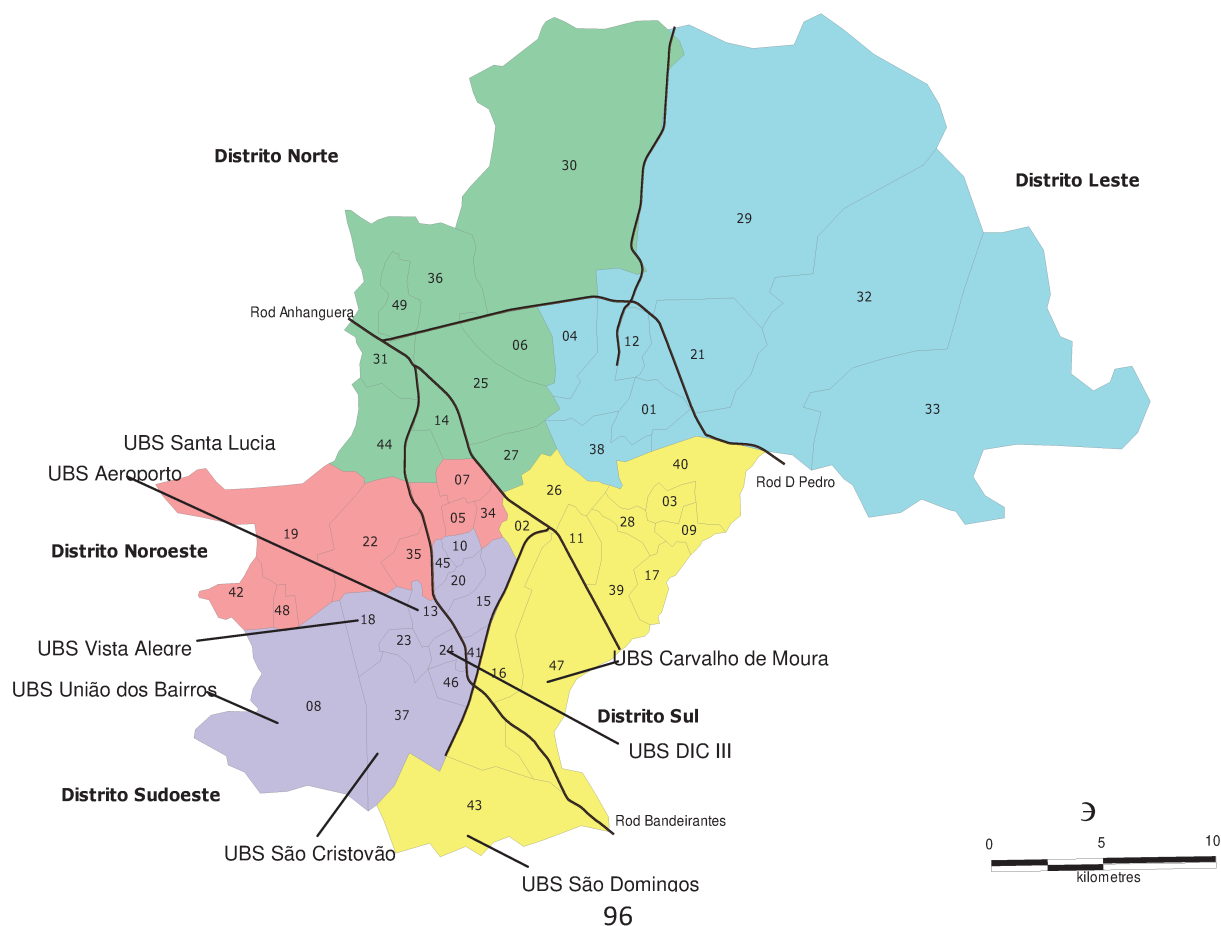 30
Distrito Norte
Distrito Leste
29
36
32
49
Rod Anhanguera
04
12
06
21
31
25
01
33
14
44
UBS Santa Lucia
38
27
40
UBS Aeroporto
07
Rod D Pedro
26
03
34
05
28
02
09
19
11
22
10
Distrito Noroeste
35
45
17
20
42
39
15
48
13
18
23
UBS Vista Alegre
24
41
UBS Carvalho de Moura
47
16
46
UBS União dos Bairros
08
37
Distrito Sul
UBS DIC III
Distrito Sudoeste
43
Rod Bandeirantes
0 5 10
kilometres
UBS São Cristovão
UBS São Domingos
96